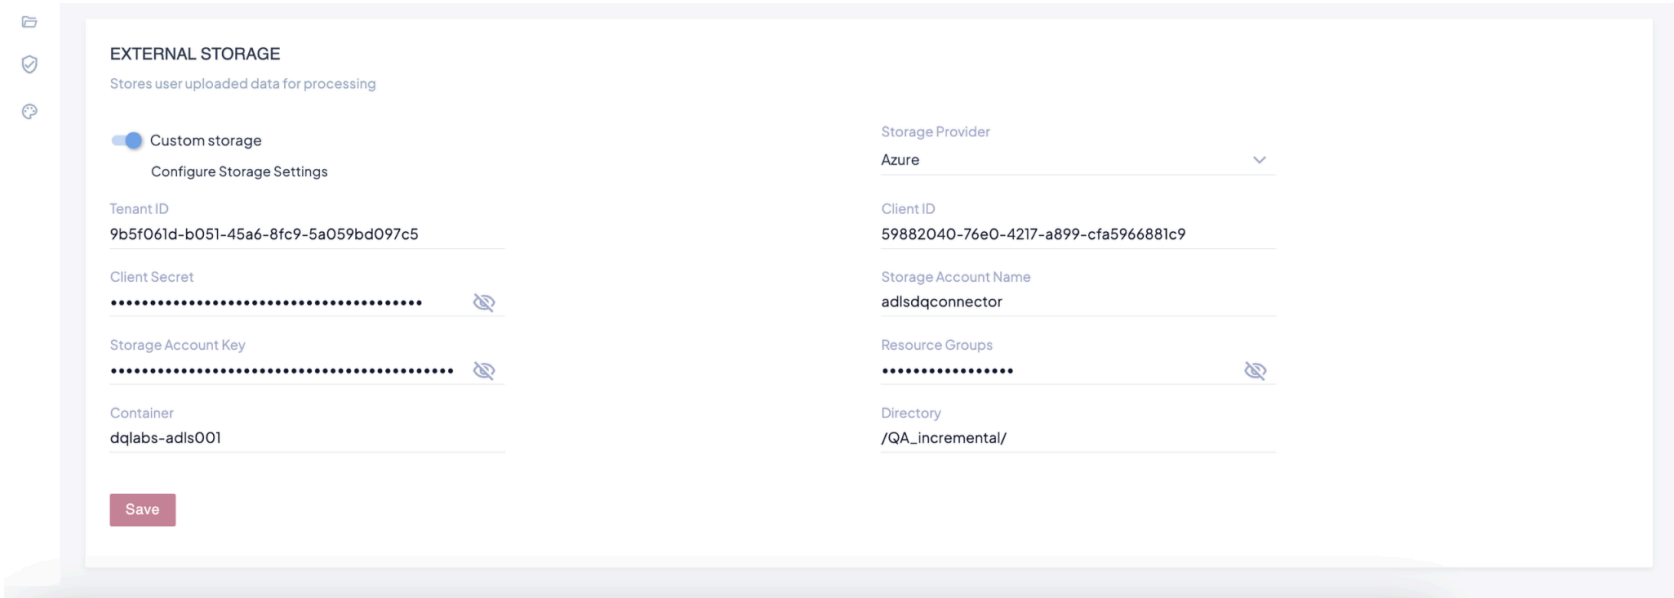 EXTERNAL STORAGE
Stores user uploaded data for processing
Custom storage
Configure Storage Settings
Storage Provider
Azure
Tenant ID
9b5f061d-b051-45a6-8fc9-5a059bd097c5
Client ID
59882040-76e0-4217-a899-cfa5966881c9
Client Secret
••••••••••••••••••••••••••••••••••••••••
Storage Account Name
adlsdqconnector
Storage Account Key
••••••••••••••••••••••••••••••••••••••••••••
Resource Groups
•••••••••••••••••
Container
dqlabs-adls001
Directory
/QA_incremental/
Save